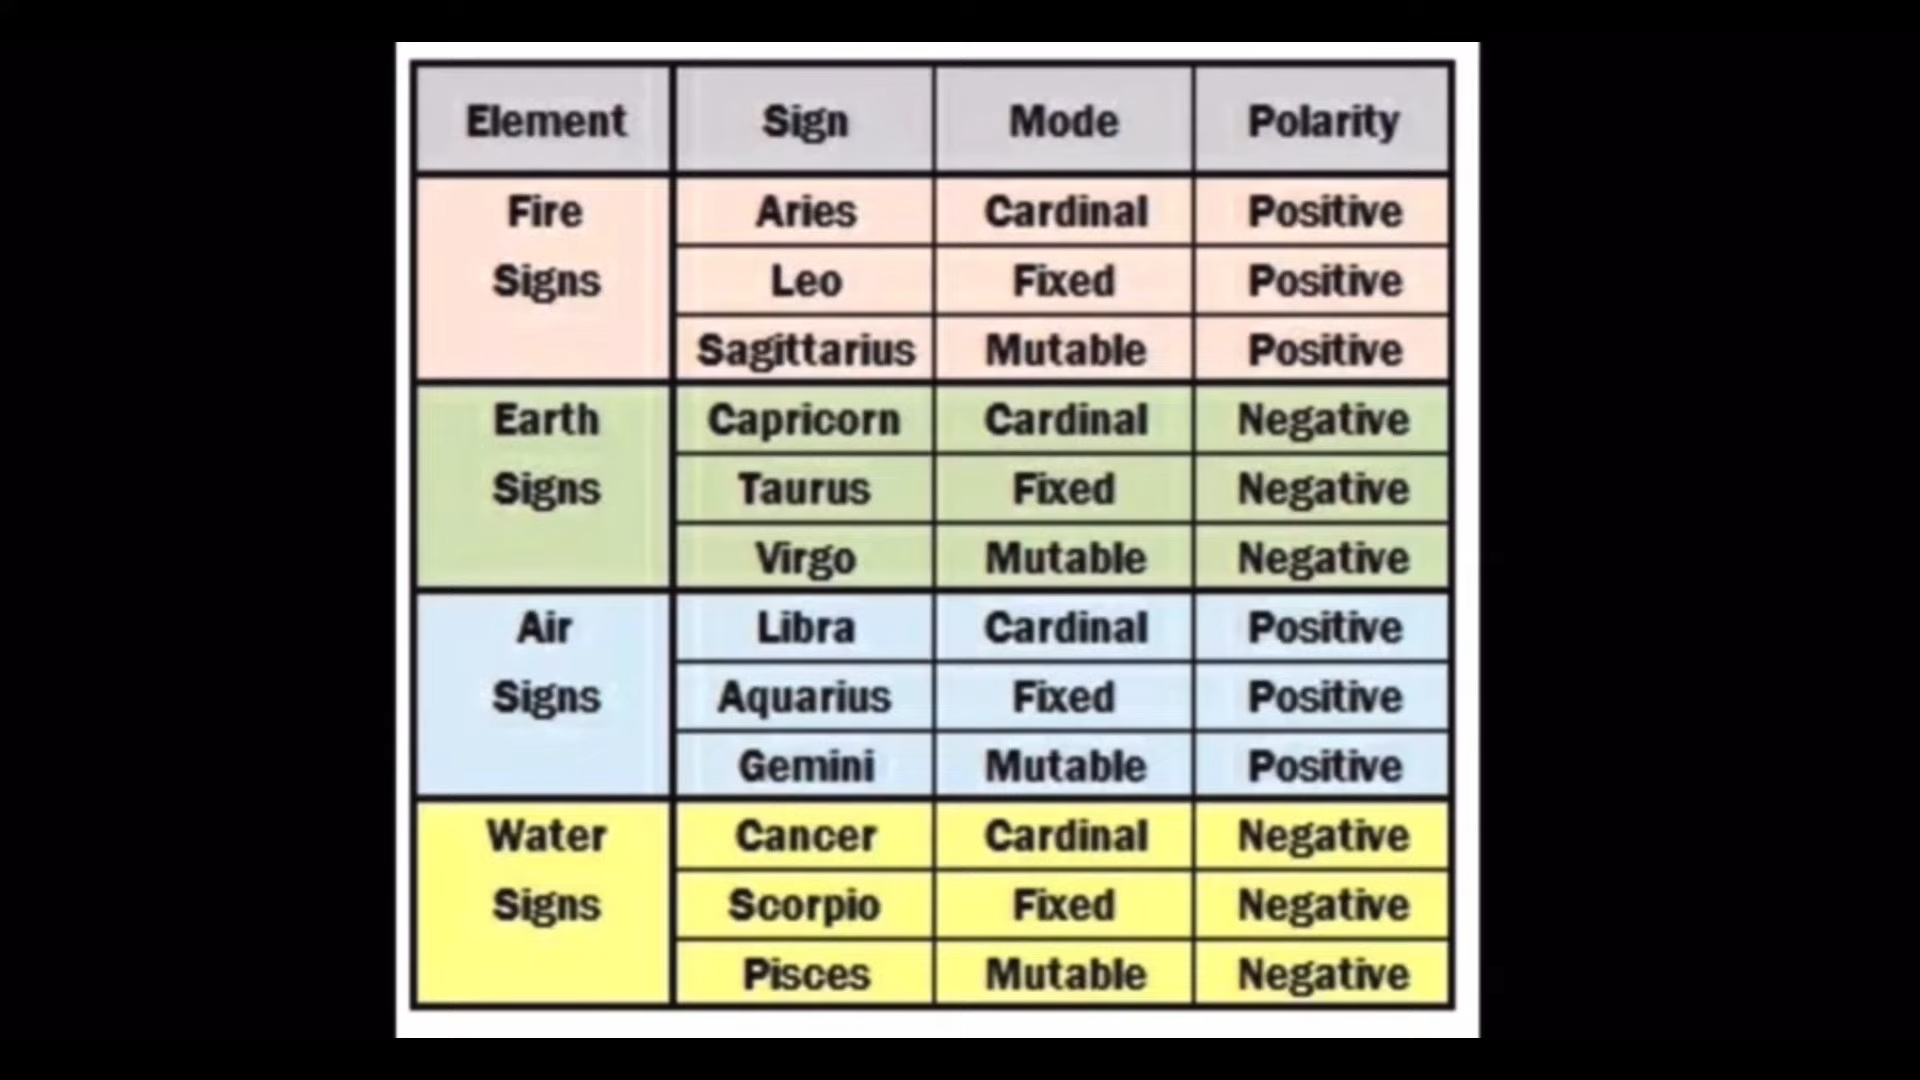 Element Sign Mode Polarity
Fire Aries Cardinal Positive
Signs Leo Fixed Positive
Sagittarius Mutable Positive
Earth Capricorn Cardinal Negative
Signs Taurus Fixed Negative
Virgo Mutable Negative
Air Libra Cardinal Positive
Signs Aquarius Fixed Positive
Gemini Mutable Positive
Water Cancer Cardinal Negative
Signs Scorpio Fixed Negative
Pisces Mutable Negative